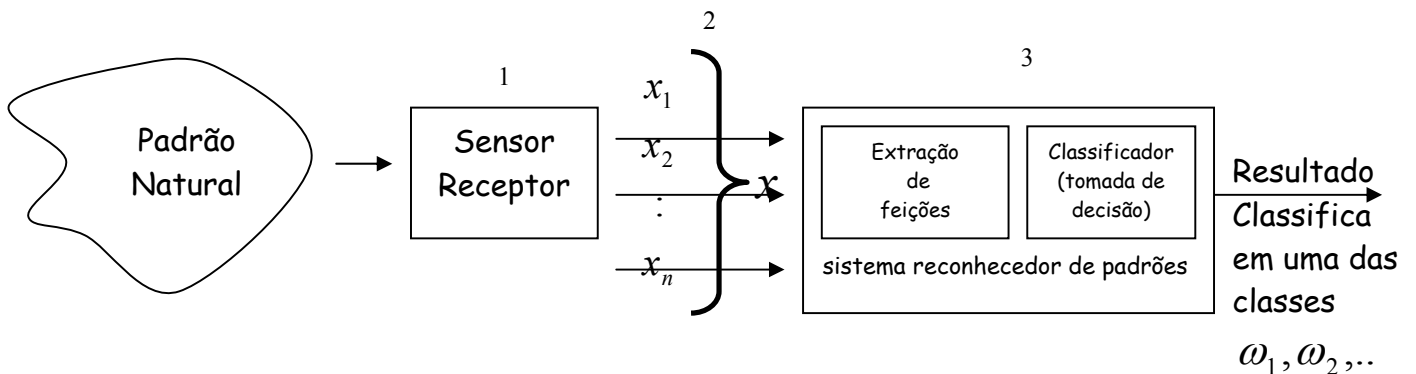 Padrão
Natural
1
Sensor
Receptor
2
x₁
x₂
:
xₙ
x
3
Extração
de
feições
Classificador
(tomada de
decisão)
sistema reconhecedor de padrões
Resultado
Classifica
em uma das
classes
ω₁, ω₂,..